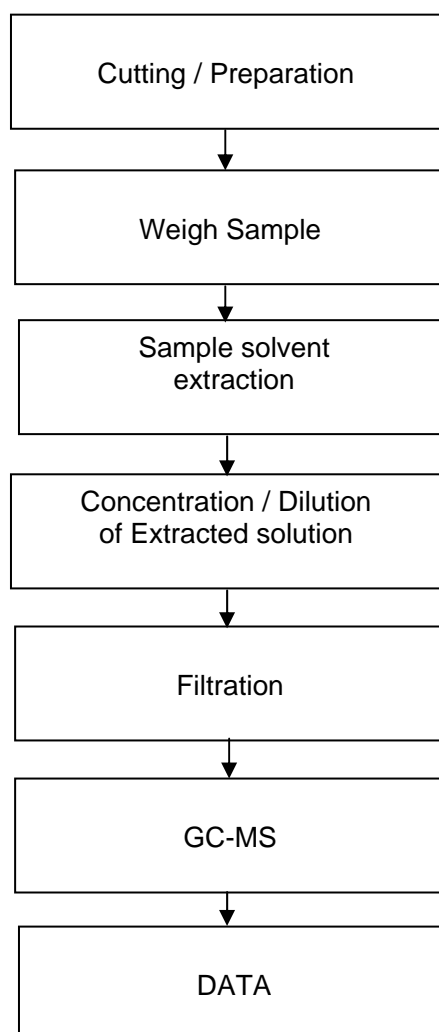 Cutting / Preparation
Weigh Sample
Sample solvent
extraction
Concentration / Dilution
of Extracted solution
Filtration
GC-MS
DATA